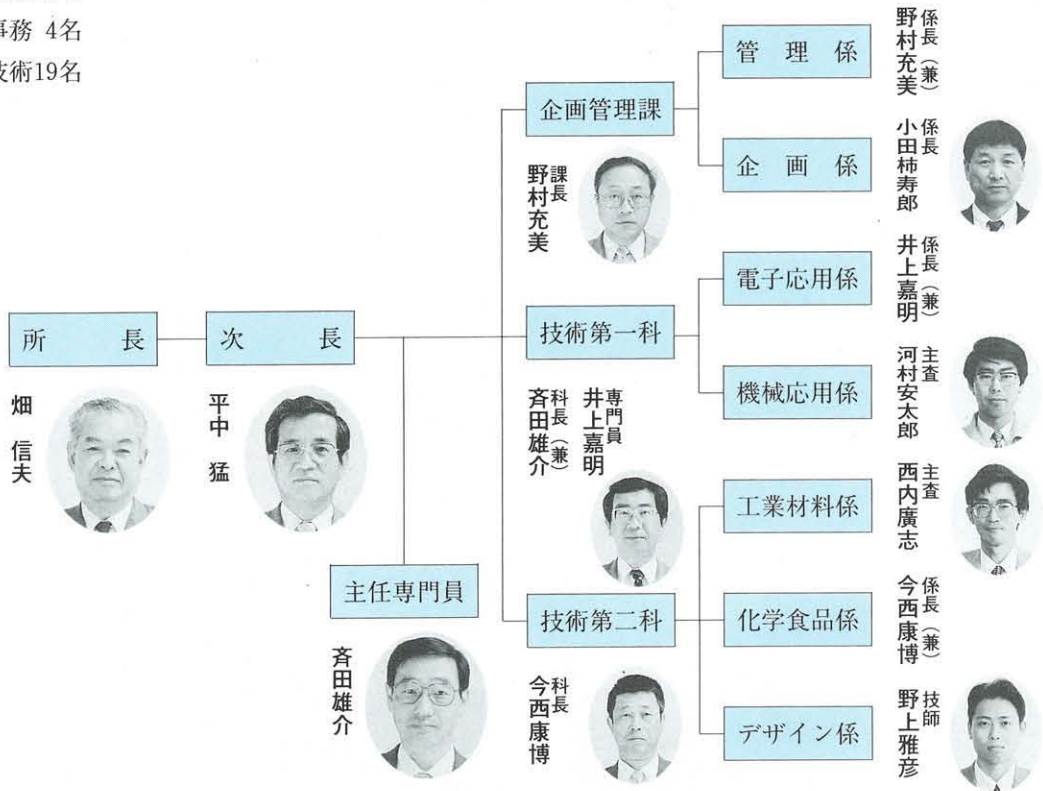 事務 4名
技術19名
所長
畑 信夫
次長
平中 猛
主任専門員
斉田雄介
企画管理課
課長
野村充美
管理係
係長(兼)
野村充美
企画係
係長
小田柿寿郎
技術第一科
専門員
井上嘉明
科長(兼)
斉田雄介
電子応用係
係長(兼)
井上嘉明
機械応用係
主査
河村安太郎
技術第二科
科長
今西康博
工業材料係
主査
西内廣志
化学食品係
係長(兼)
今西康博
デザイン係
技師
野上雅彦